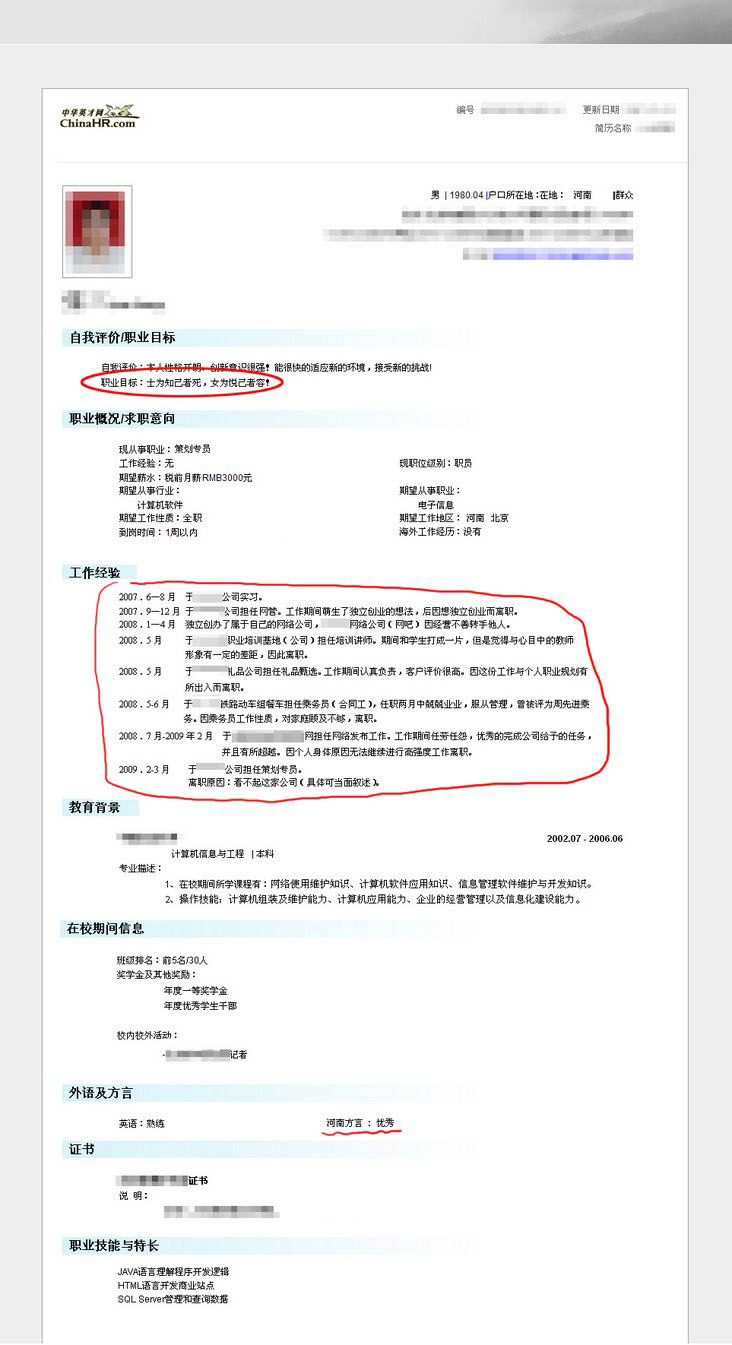 中华英才网
ChinaHR.com
编号 更新日期
简历名称
男 | 1980.04 |户口所在地:在地： 河南 |群众
自我评价/职业目标
自我评价：本人性格开朗、创新意识很强！能很快的适应新的环境，接受新的挑战!
职业目标：士为知己者死，女为悦己者容！
职业概况/求职意向
现从事职业：策划专员
工作经验：无 现职位级别：职员
期望薪水：税前月薪RMB3000元
期望从事行业： 期望从事职业：
计算机软件 电子信息
期望工作性质：全职 期望工作地区： 河南 北京
到岗时间：1周以内 海外工作经历：没有
工作经验
2007．6—8 月 于 公司实习。
2007．9—12 月 于 公司担任网管。工作期间萌生了独立创业的想法，后因想独立创业而离职。
2008．1—4 月 独立创办了属于自己的网络公司， 网络公司（网吧）因经营不善转手他人。
2008．5 月 于 职业培训基地（公司）担任培训讲师。期间和学生打成一片，但是觉得与心目中的教师
形象有一定的差距，因此离职。
2008．5 月 于 礼品公司担任礼品甄选。工作期间认真负责，客户评价很高。因这份工作与个人职业规划有
所出入而离职。
2008．5-6 月 于 铁路动车组餐车担任乘务员（合同工），任职两月中兢兢业业，服从管理，曾被评为周先进乘
务。因乘务员工作性质，对家庭顾及不够，离职。
2008．7 月-2009 年 2 月 于 网担任网络发布工作。工作期间任劳任怨，优秀的完成公司给予的任务，
并且有所超越。因个人身体原因无法继续进行高强度工作离职。
2009．2-3 月 于 公司担任策划专员。
离职原因：看不起这家公司（具体可当面叙述）。
教育背景
2002.07 - 2006.06
计算机信息与工程 |本科
专业描述：
1、在校期间所学课程有：网络使用维护知识、计算机软件应用知识、信息管理软件维护与开发知识。
2、操作技能：计算机组装及维护能力、计算机应用能力、企业的经营管理以及信息化建设能力。
在校期间信息
班级排名：前5名/30人
奖学金及其他奖励：
年度一等奖学金
年度优秀学生干部
校内校外活动：
- 记者
外语及方言
英语：熟练 河南方言 ： 优秀
证书
证书
说 明：
职业技能与特长
JAVA语言理解程序开发逻辑
HTML语言开发商业站点
SQL Server管理和查询数据